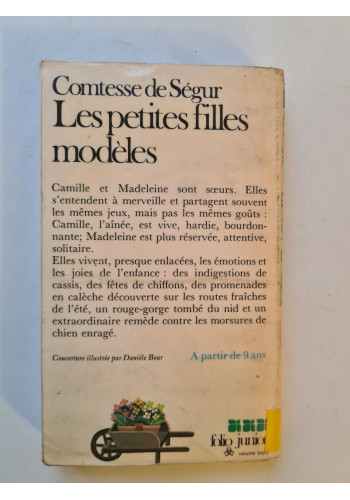 Comtesse de Ségur
Les petites filles
modèles
Camille et Madeleine sont sœurs. Elles
s'entendent à merveille et partagent souvent
les mêmes jeux, mais pas les mêmes goûts :
Camille, l'aînée, est vive, hardie, bourdon-
nante; Madeleine est plus réservée, attentive,
solitaire.
Elles vivent, presque enlacées, les émotions et
les joies de l'enfance : des indigestions de
cassis, des fêtes de chiffons, des promenades
en calèche découverte sur les routes fraîches
de l'été, un rouge-gorge tombé du nid et un
extraordinaire remède contre les morsures de
chien enragé.
Couverture illustrée par Danièle Bour
A partir de 9 ans
folio junior
volume